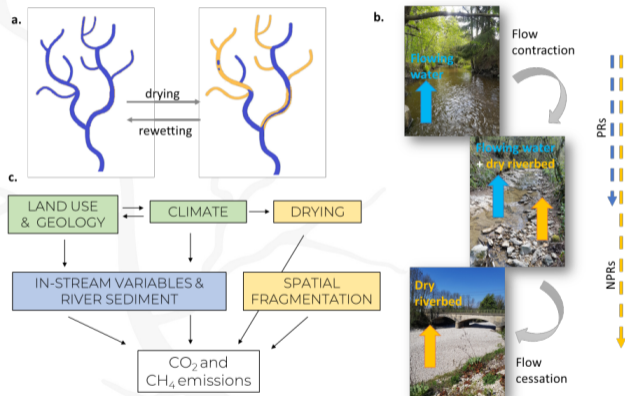 a.
drying
rewetting
b.
Flow
contraction
Flowing
water
PRs
Flowing water
+ dry riverbed
NPRs
Dry
riverbed
Flow
cessation
c.
LAND USE
& GEOLOGY
CLIMATE
DRYING
IN-STREAM VARIABLES &
RIVER SEDIMENT
SPATIAL
FRAGMENTATION
CO₂ and
CH₄ emissions